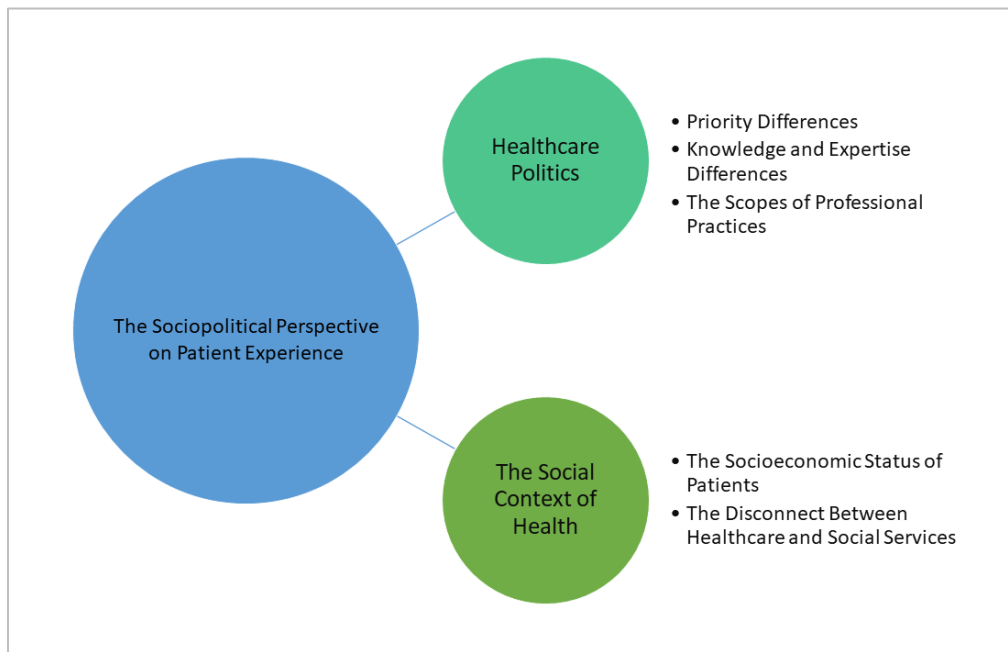 The Sociopolitical Perspective
on Patient Experience
Healthcare
Politics
• Priority Differences
• Knowledge and Expertise
Differences
• The Scopes of Professional
Practices
The Social
Context of
Health
• The Socioeconomic Status of
Patients
• The Disconnect Between
Healthcare and Social Services